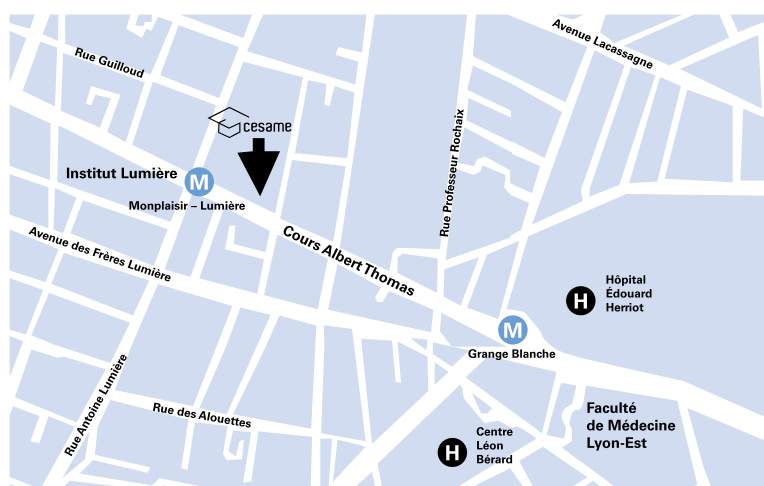 Avenue Lacassagne
Rue Guilloud
cesame
Rue Professeur Rochaix
Institut Lumière
M
Monplaisir – Lumière
Avenue des Frères Lumière
Cours Albert Thomas
H
Hôpital
Édouard
Herriot
M
Grange Blanche
Rue Antoine Lumière
Rue des Alouettes
Faculté
de Médecine
Lyon-Est
H
Centre
Léon
Bérard